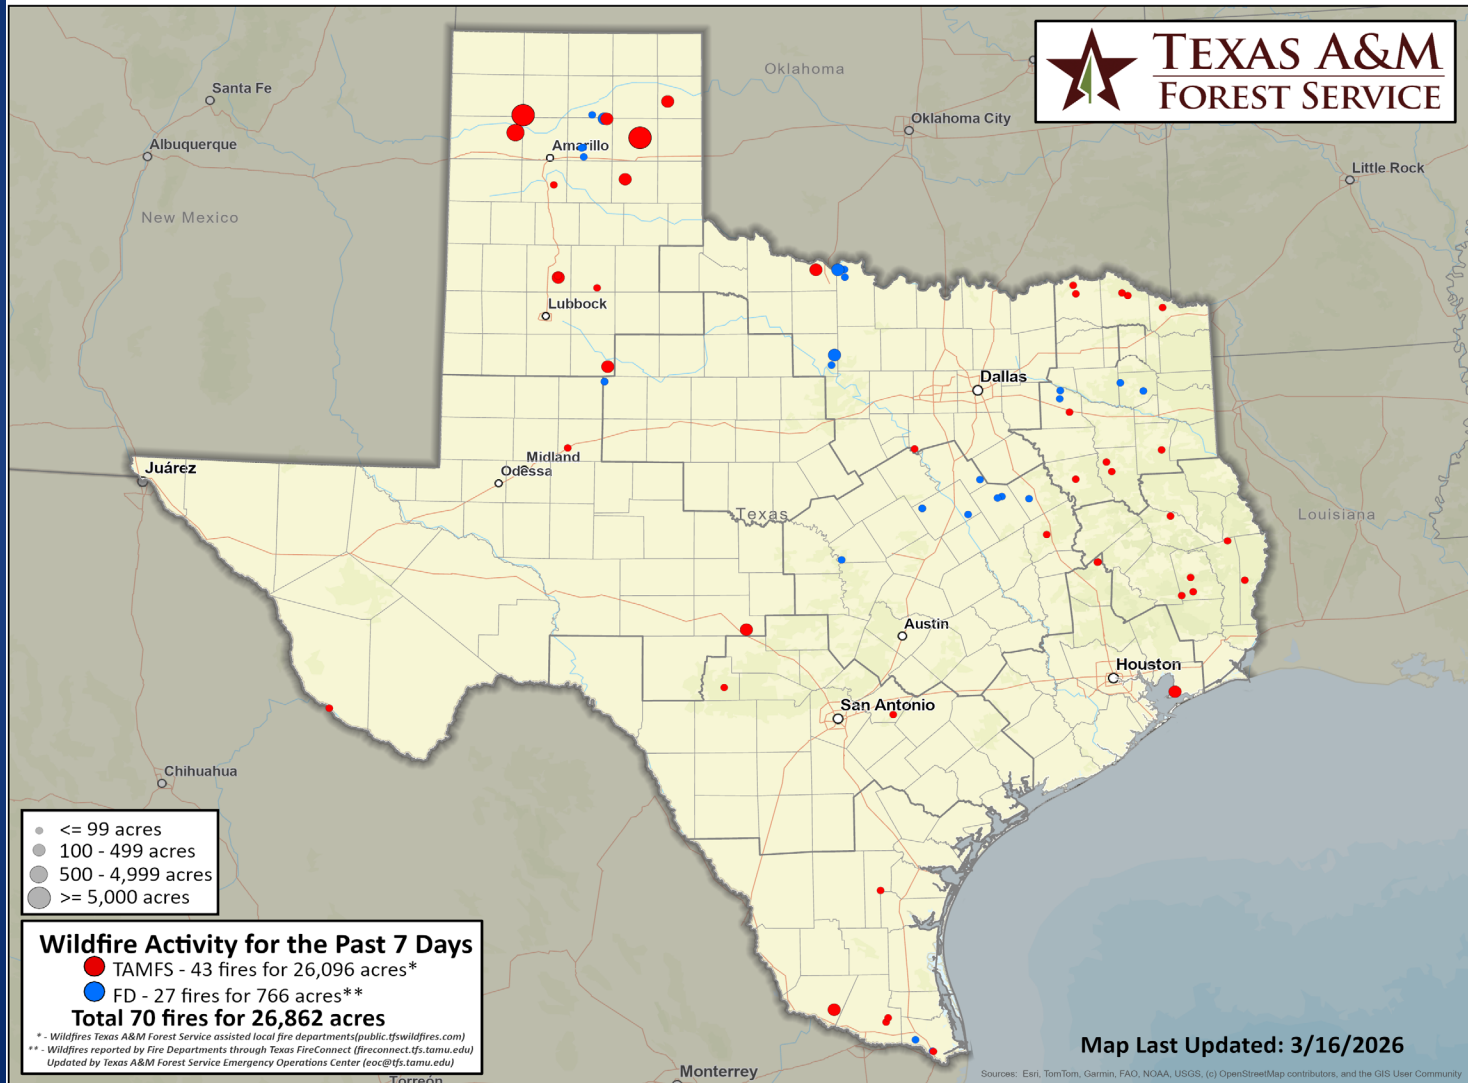 TEXAS A&M
FOREST SERVICE
Oklahoma
Santa Fe
Oklahoma City
Albuquerque
Amarillo
Little Rock
New Mexico
Lubbock
Dallas
Midland
Odessa
Juárez
Texas
Louisiana
Austin
Houston
San Antonio
Chihuahua
<= 99 acres
100 - 499 acres
500 - 4,999 acres
>= 5,000 acres
Wildfire Activity for the Past 7 Days
TAMFS - 43 fires for 26,096 acres*
FD - 27 fires for 766 acres**
Total 70 fires for 26,862 acres
* - Wildfires Texas A&M Forest Service assisted local fire departments(public.tfswildfires.com)
** - Wildfires reported by Fire Departments through Texas FireConnect (fireconnect.tfs.tamu.edu)
Updated by Texas A&M Forest Service Emergency Operations Center (eoc@tfs.tamu.edu)
Map Last Updated: 3/16/2026
Sources: Esri, TomTom, Garmin, FAO, NOAA, USGS, (c) OpenStreetMap contributors, and the GIS User Community
Monterrey
Torreón